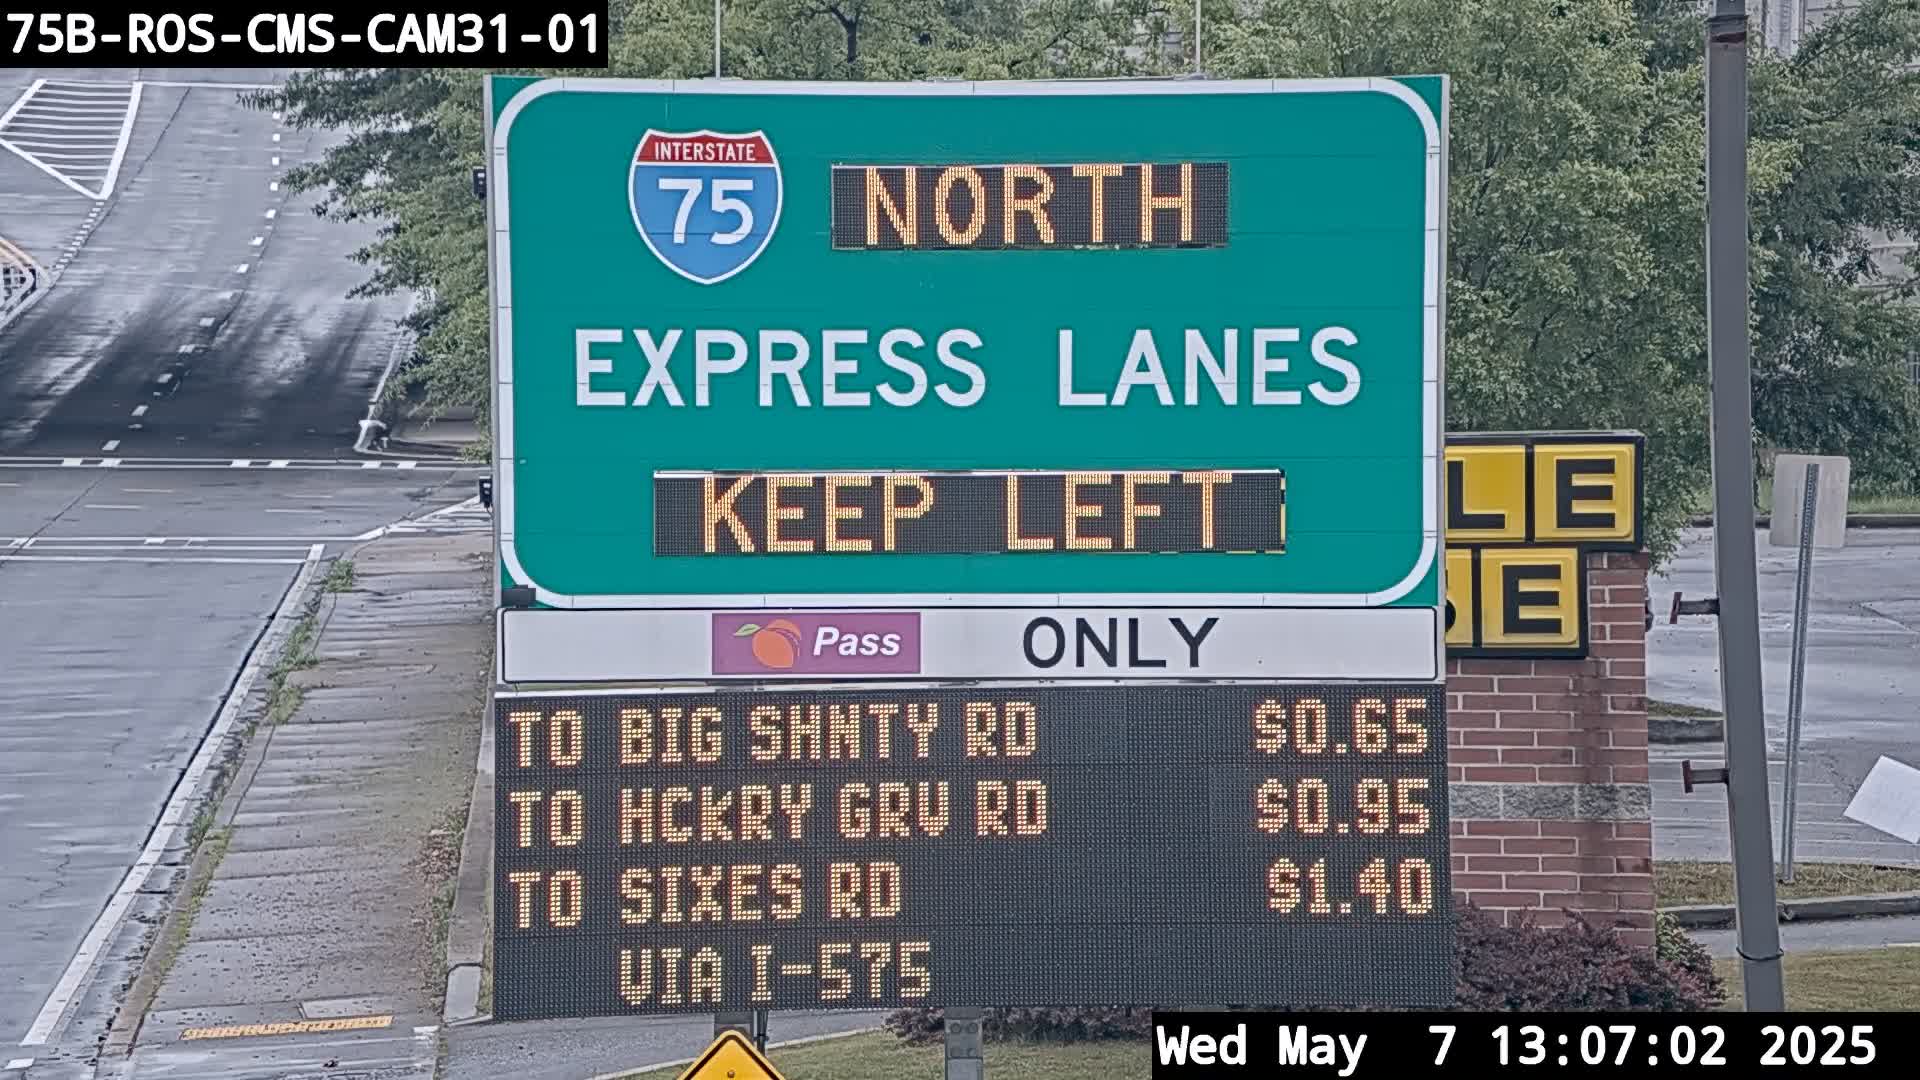 75B-ROS-CMS-CAM31-01
INTERSTATE
75
NORTH
EXPRESS LANES
KEEP LEFT
Pass ONLY
TO BIG SHNTY RD $0.65
TO HCKRY GRV RD $0.95
TO SIXES RD $1.40
VIA I-575
LE
E
Wed May 7 13:07:02 2025